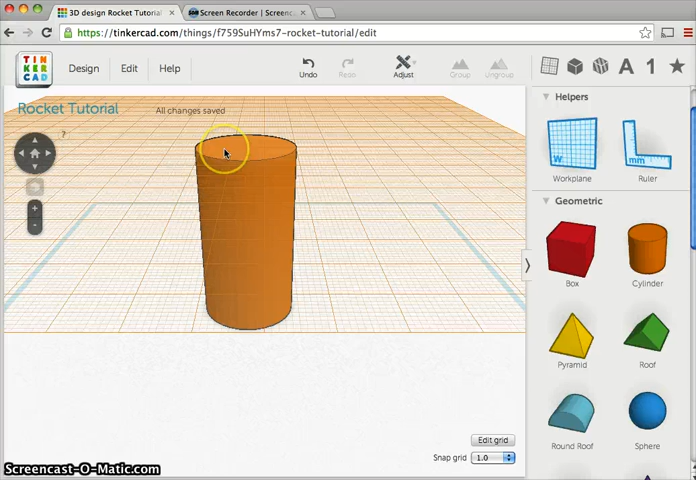 3D design Rocket Tutorial
Screen Recorder | Screenc
https://tinkercad.com/things/f759SuHYms7-rocket-tutorial/edit
TIN
KER
CAD
Design
Edit
Help
Undo
Redo
Adjust
Group
Ungroup
A
1
Rocket Tutorial
All changes saved
?
Helpers
W
mm
Workplane
Ruler
Geometric
Box
Cylinder
Pyramid
Roof
Round Roof
Sphere
Edit grid
Snap grid
1.0
Screencast-O-Matic.com